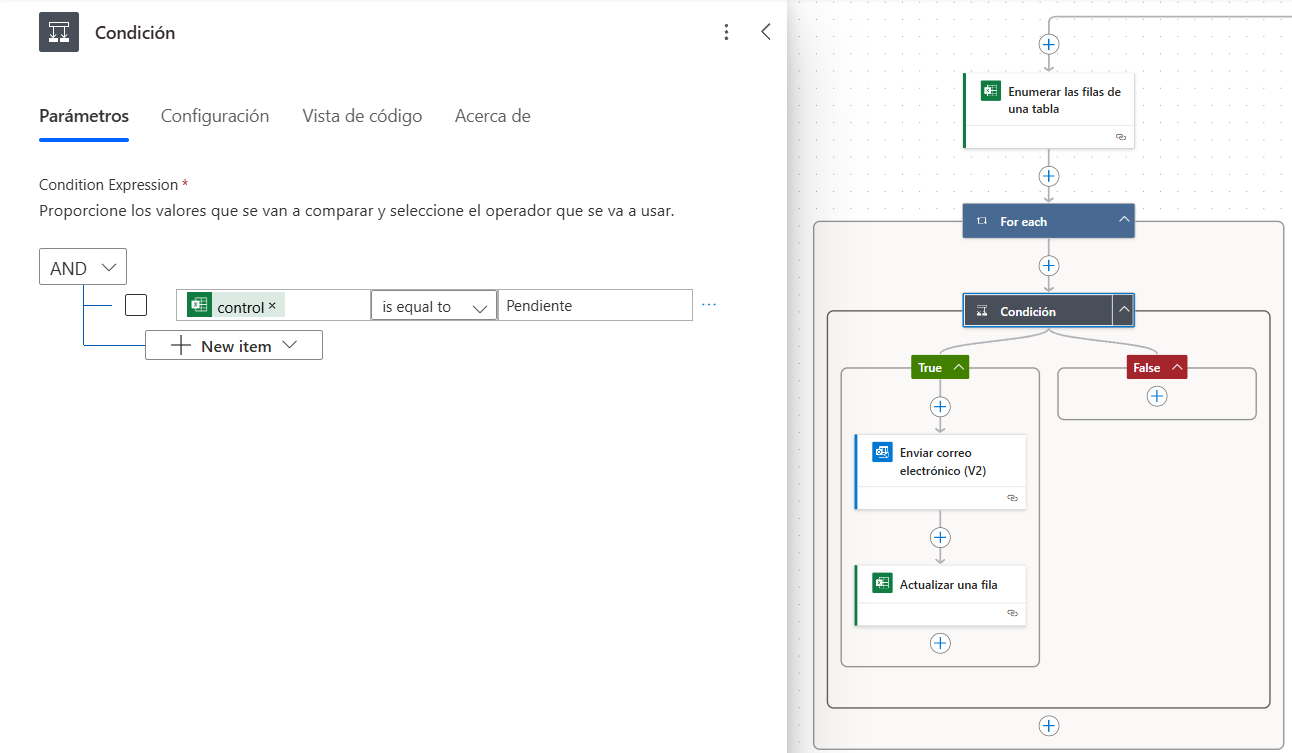 Condición
Parámetros Configuración Vista de código Acerca de
Condition Expression *
Proporcione los valores que se van a comparar y seleccione el operador que se va a usar.
AND
control × is equal to Pendiente ...
+ New item
Enumerar las filas de
una tabla
For each
Condición
True
False
Enviar correo
electrónico (V2)
Actualizar una fila